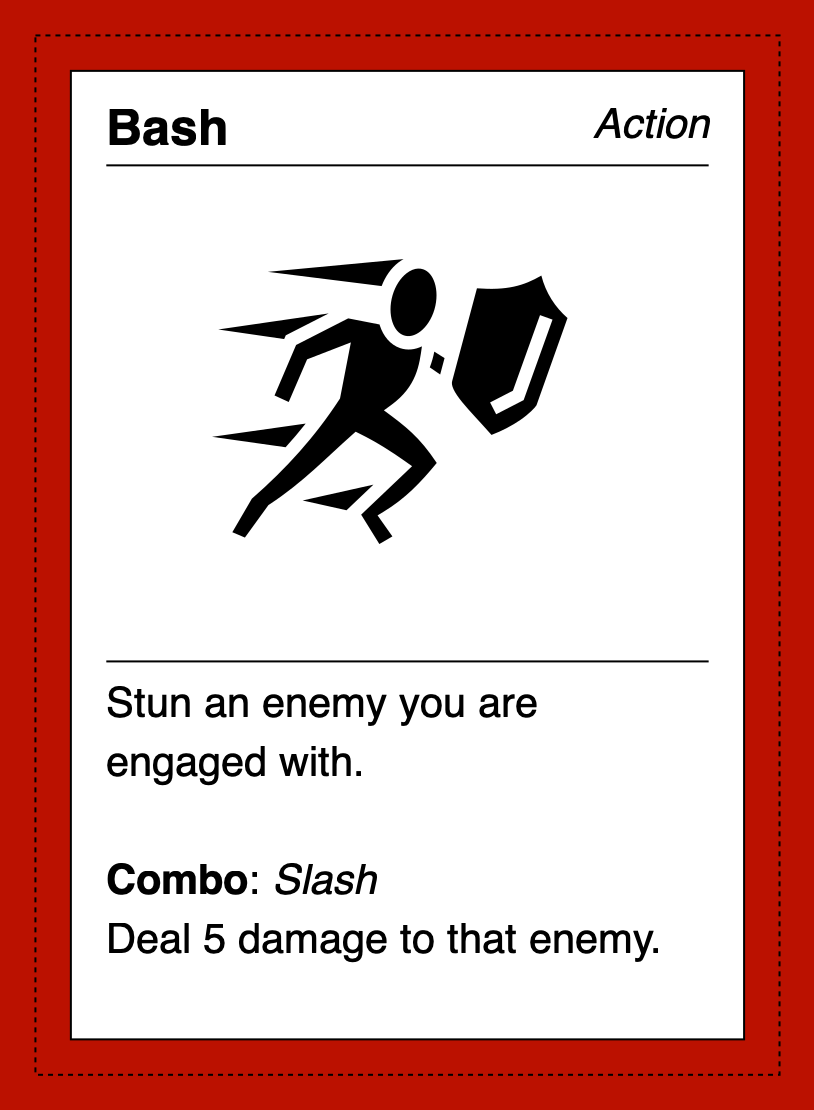 Bash
Action
Stun an enemy you are
engaged with.
Combo: Slash
Deal 5 damage to that enemy.